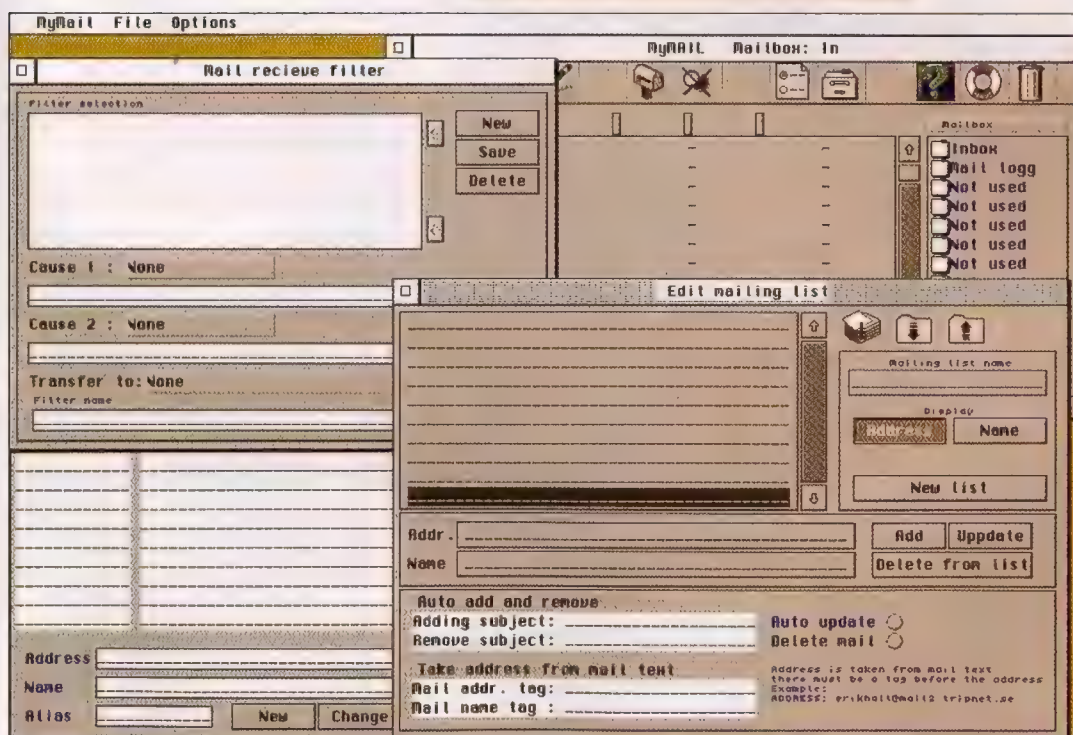 MyMail File Options
MyMAIL Mailbox: In
Mail recieve filter
Filter selection
New
Save
Delete
Cause 1 : None
Cause 2 : None
Transfer to: None
Filter name
Mailbox
Inbox
Mail logg
Not used
Not used
Not used
Not used
Not used
Edit mailing list
Mailing list name
Display
Address
Name
New list
Addr.
Name
Add
Uppdate
Delete from list
Auto add and remove
Adding subject:
Remove subject:
Auto update
Delete mail
Take address from mail text
Mail addr. tag:
Mail name tag :
Address is taken from mail text
there must be a tag before the address
Example:
ADDRESS: erikhall@mail2.tripnet.se
Address
Name
Alias
New
Change